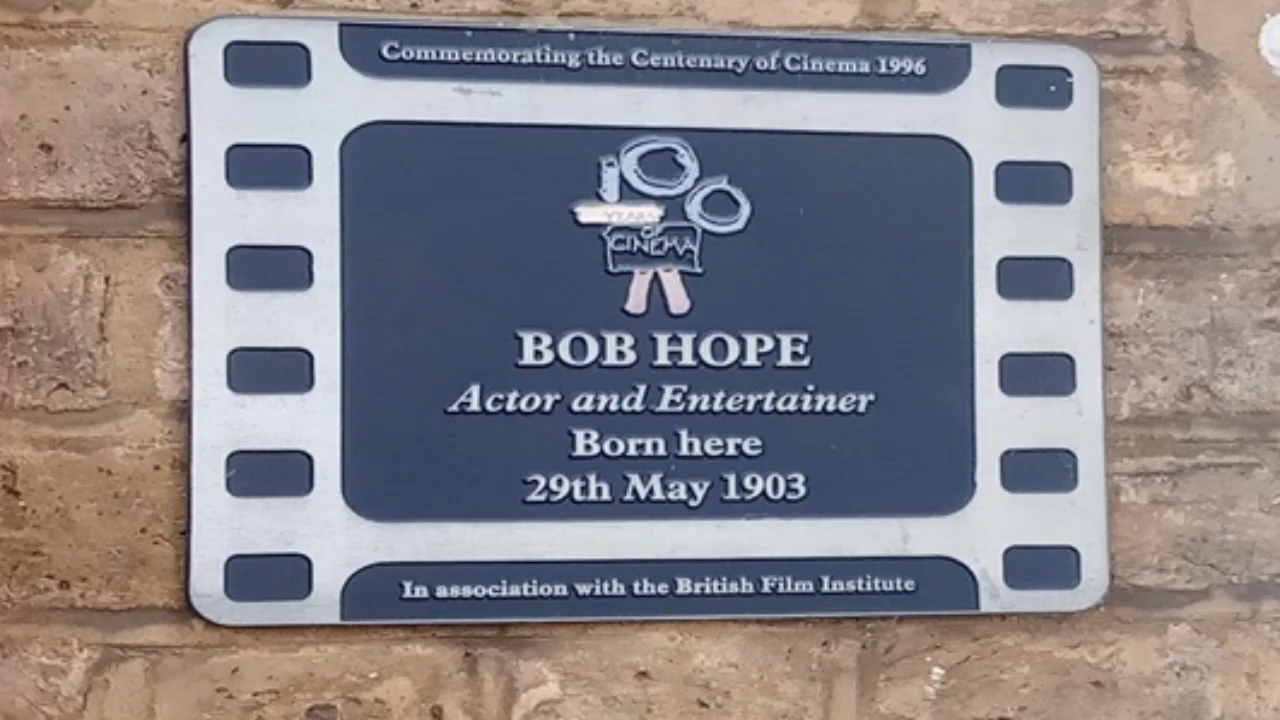 Commemorating the Centenary of Cinema 1996
100
YEARS
OF
CINEMA
BOB HOPE
Actor and Entertainer
Born here
29th May 1903
In association with the British Film Institute